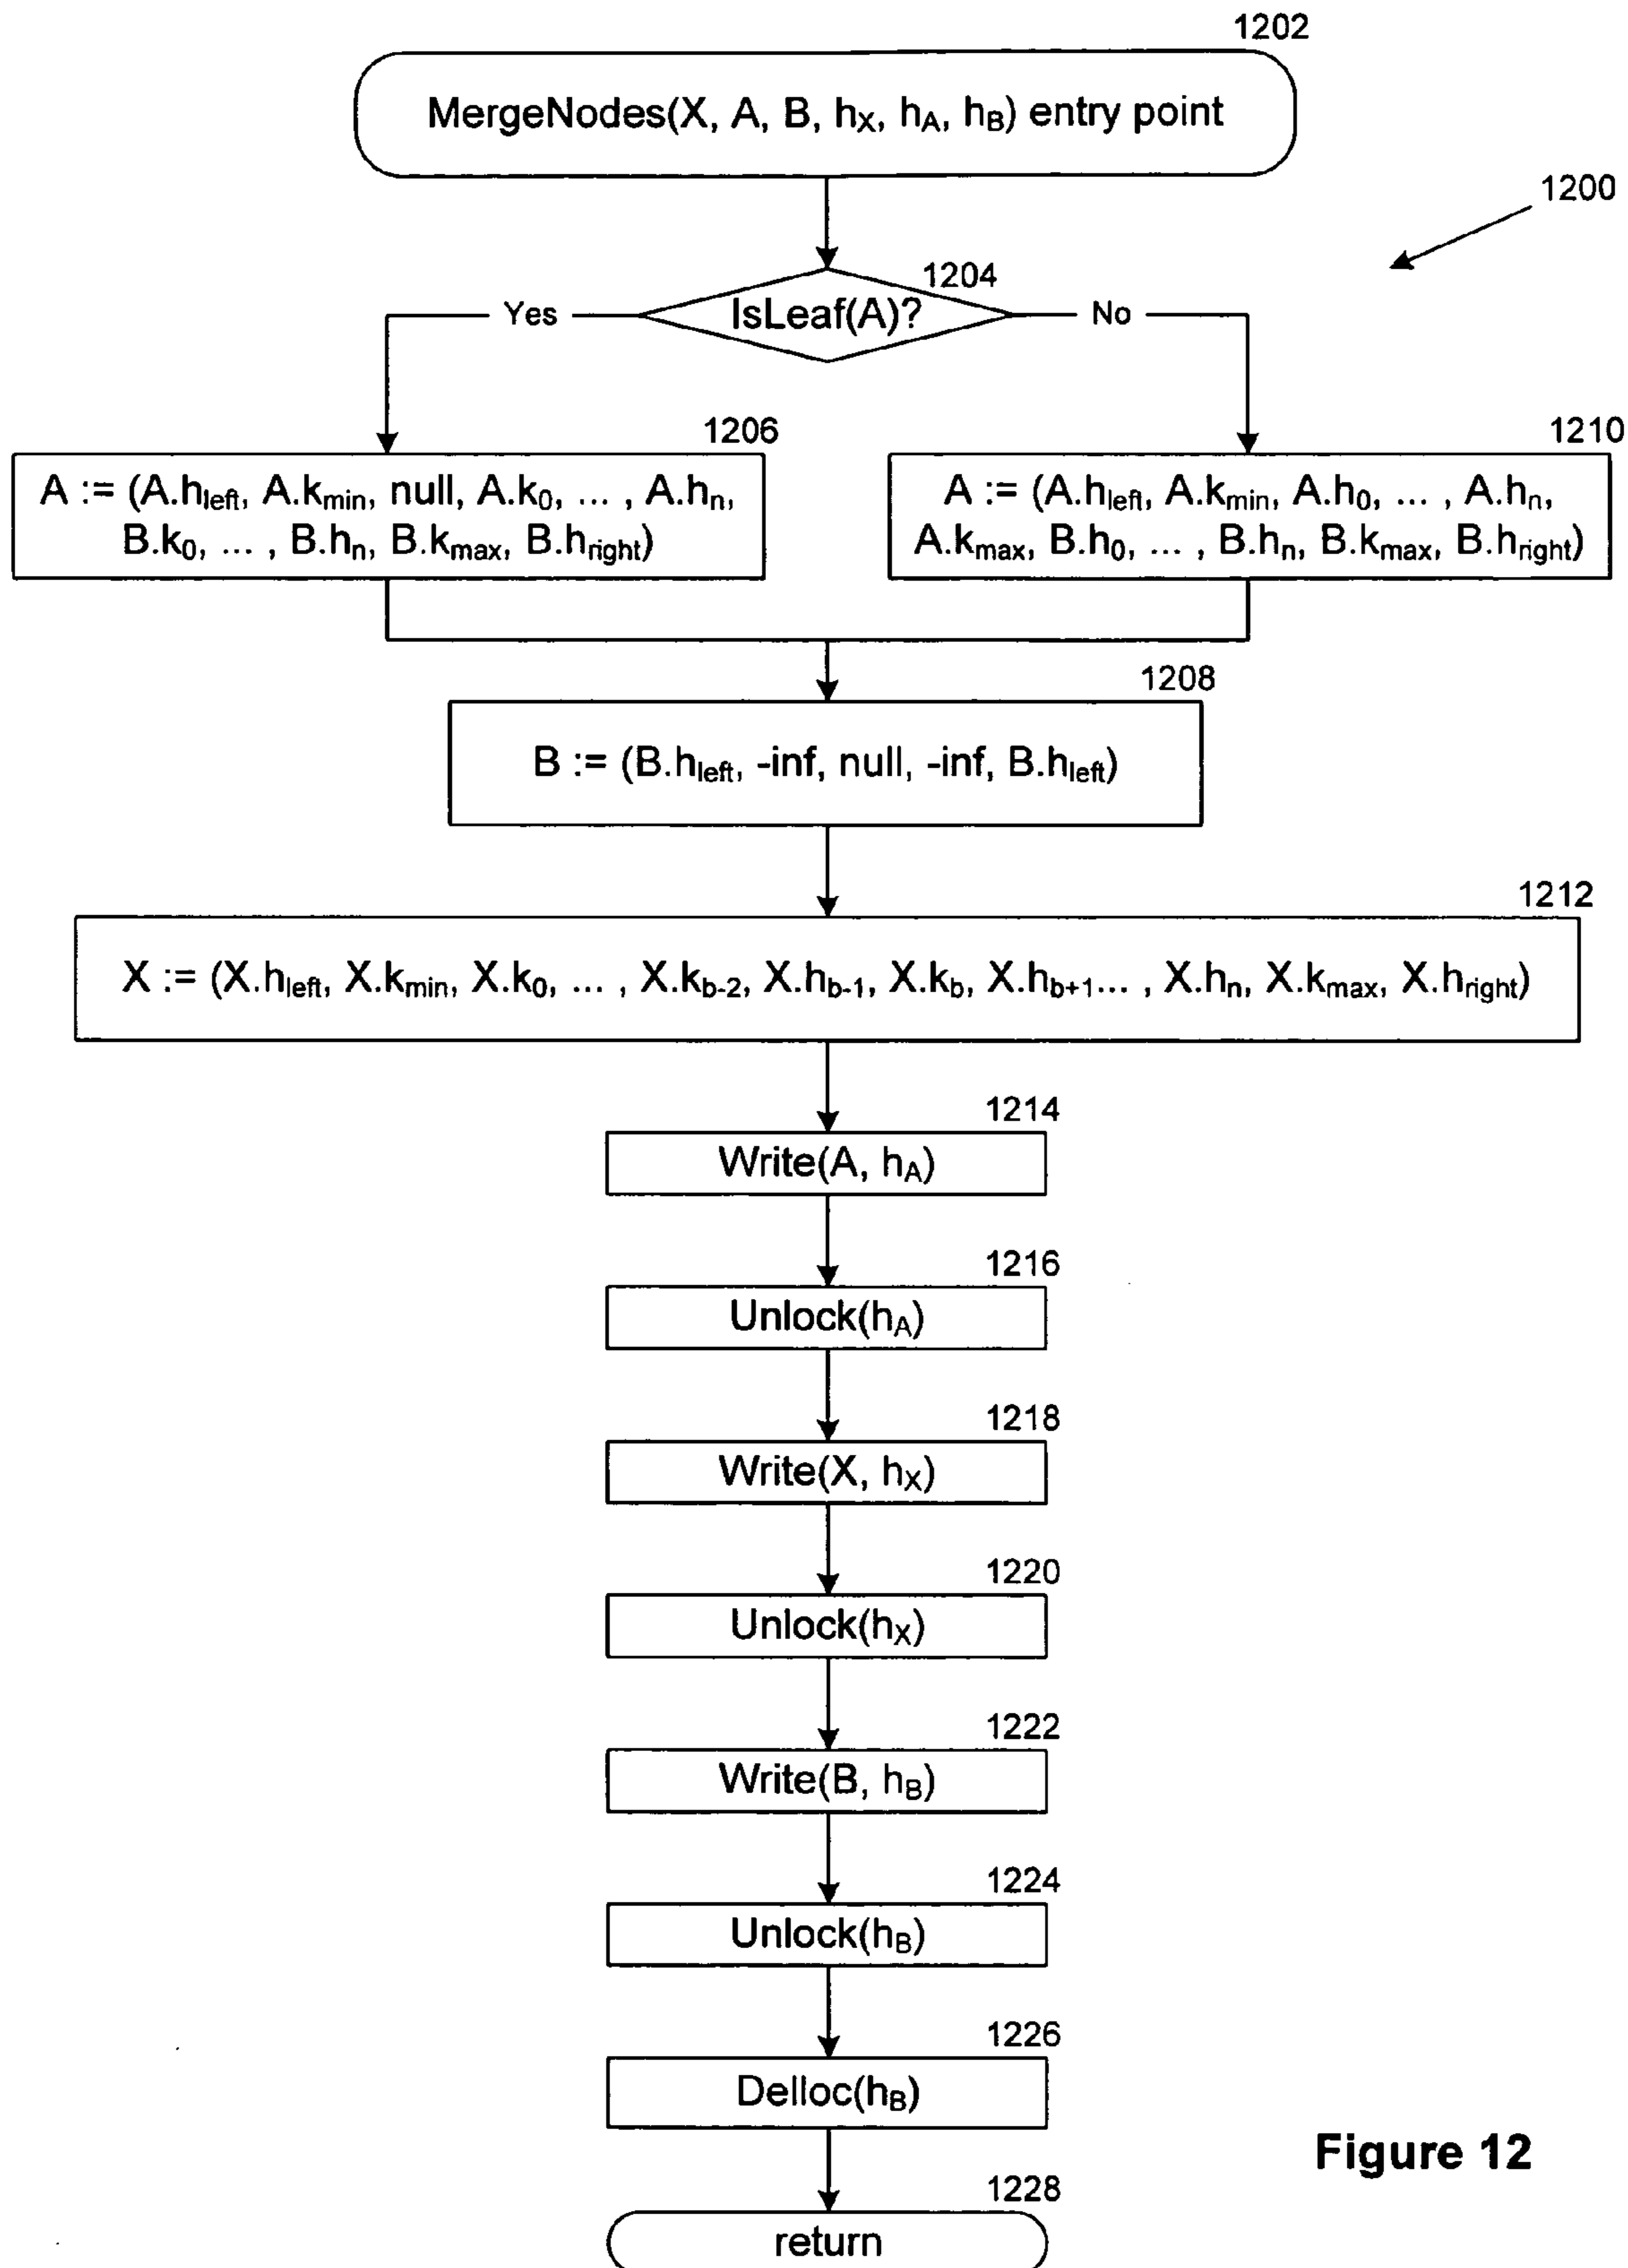 1202
MergeNodes(X, A, B, hX, hA, hB) entry point
1200
1204
IsLeaf(A)?
Yes
No
1206
A := (A.hleft, A.kmin, null, A.k0, ... , A.hn,
B.k0, ... , B.hn, B.kmax, B.hright)
1210
A := (A.hleft, A.kmin, A.h0, ... , A.hn,
A.kmax, B.h0, ... , B.hn, B.kmax, B.hright)
1208
B := (B.hleft, -inf, null, -inf, B.hleft)
1212
X := (X.hleft, X.kmin, X.k0, ... , X.kb-2, X.hb-1, X.kb, X.hb+1... , X.hn, X.kmax, X.hright)
1214
Write(A, hA)
1216
Unlock(hA)
1218
Write(X, hX)
1220
Unlock(hX)
1222
Write(B, hB)
1224
Unlock(hB)
1226
Delloc(hB)
Figure 12
1228
return